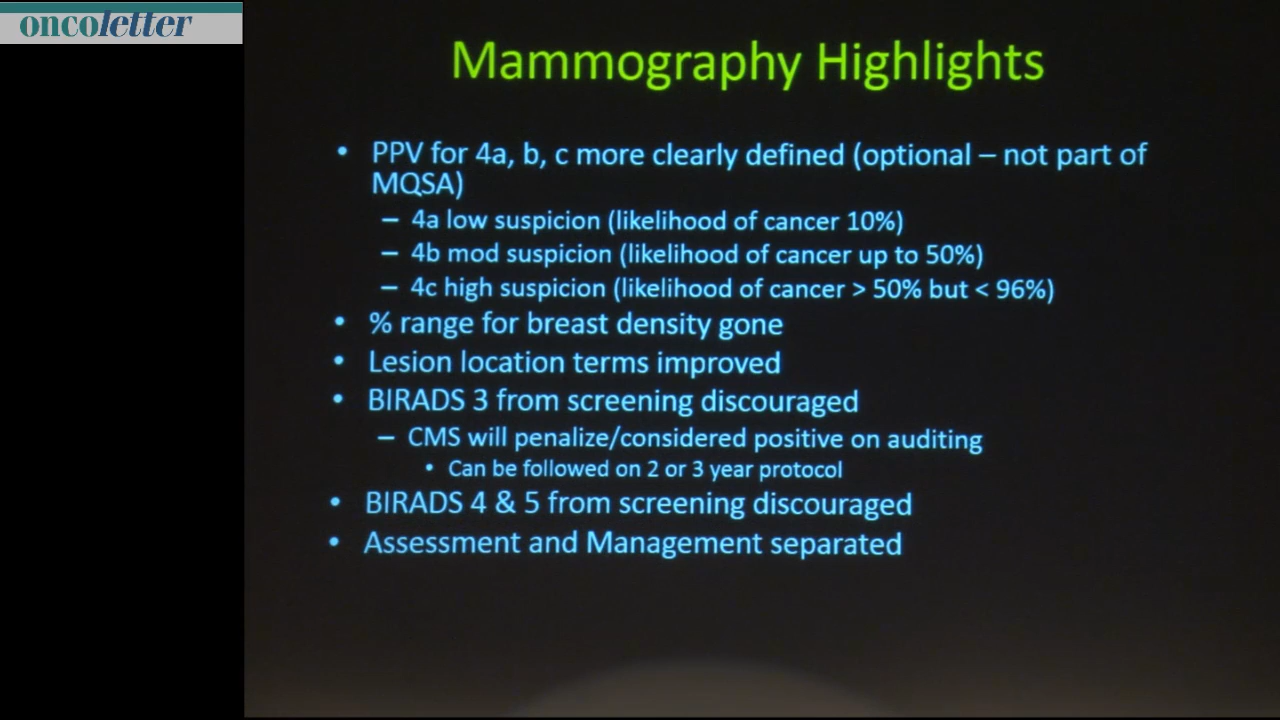 oncoletter
Mammography Highlights
• PPV for 4a, b, c more clearly defined (optional – not part of
MQSA)
– 4a low suspicion (likelihood of cancer 10%)
– 4b mod suspicion (likelihood of cancer up to 50%)
– 4c high suspicion (likelihood of cancer > 50% but < 96%)
• % range for breast density gone
• Lesion location terms improved
• BIRADS 3 from screening discouraged
– CMS will penalize/considered positive on auditing
• Can be followed on 2 or 3 year protocol
• BIRADS 4 & 5 from screening discouraged
• Assessment and Management separated